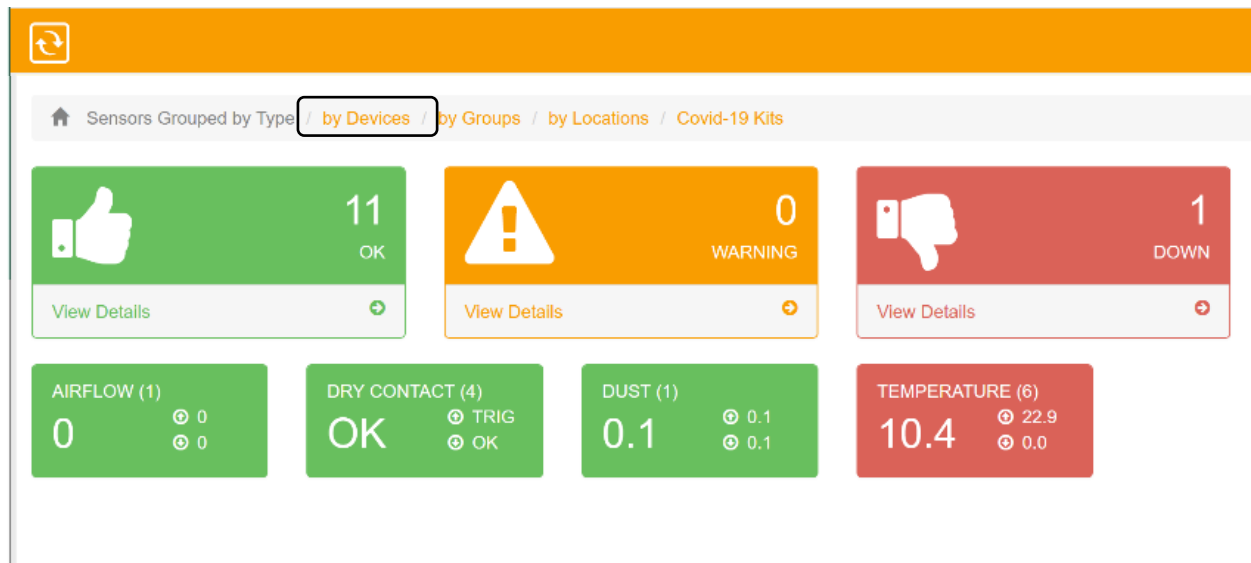 Sensors Grouped by Type / by Devices / by Groups / by Locations / Covid-19 Kits
11
OK
View Details
0
WARNING
View Details
1
DOWN
View Details
AIRFLOW (1)
0
0
0
DRY CONTACT (4)
OK
TRIG
OK
DUST (1)
0.1
0.1
0.1
TEMPERATURE (6)
10.4
22.9
0.0